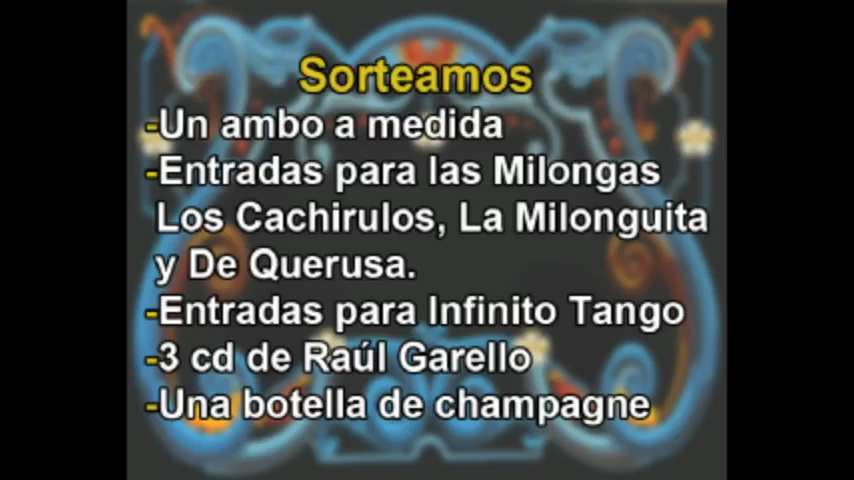 Sorteamos
-Un ambo a medida
-Entradas para las Milongas
Los Cachirulos, La Milonguita
y De Querusa.
-Entradas para Infinito Tango
-3 cd de Raúl Garello
-Una botella de champagne